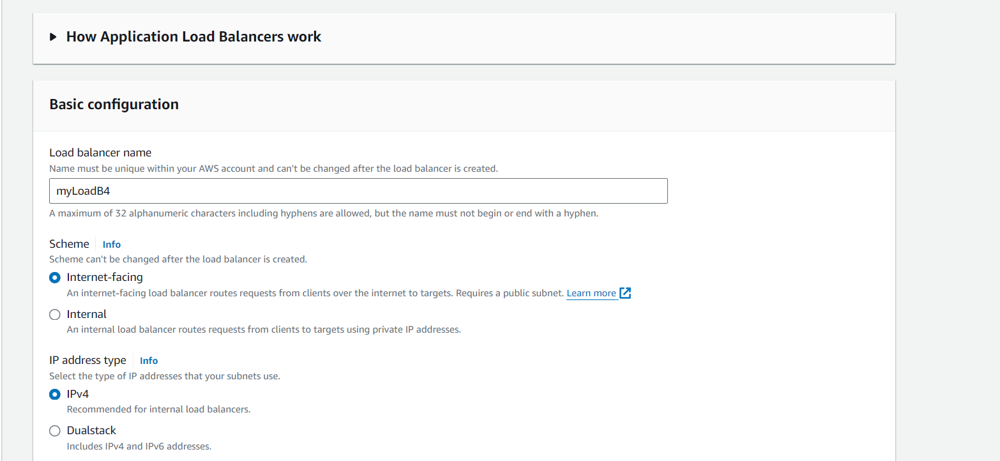 How Application Load Balancers work
Basic configuration
Load balancer name
Name must be unique within your AWS account and can't be changed after the load balancer is created.
myLoadB4
A maximum of 32 alphanumeric characters including hyphens are allowed, but the name must not begin or end with a hyphen.
Scheme Info
Scheme can't be changed after the load balancer is created.
Internet-facing
An internet-facing load balancer routes requests from clients over the internet to targets. Requires a public subnet. Learn more
Internal
An internal load balancer routes requests from clients to targets using private IP addresses.
IP address type Info
Select the type of IP addresses that your subnets use.
IPv4
Recommended for internal load balancers.
Dualstack
Includes IPv4 and IPv6 addresses.